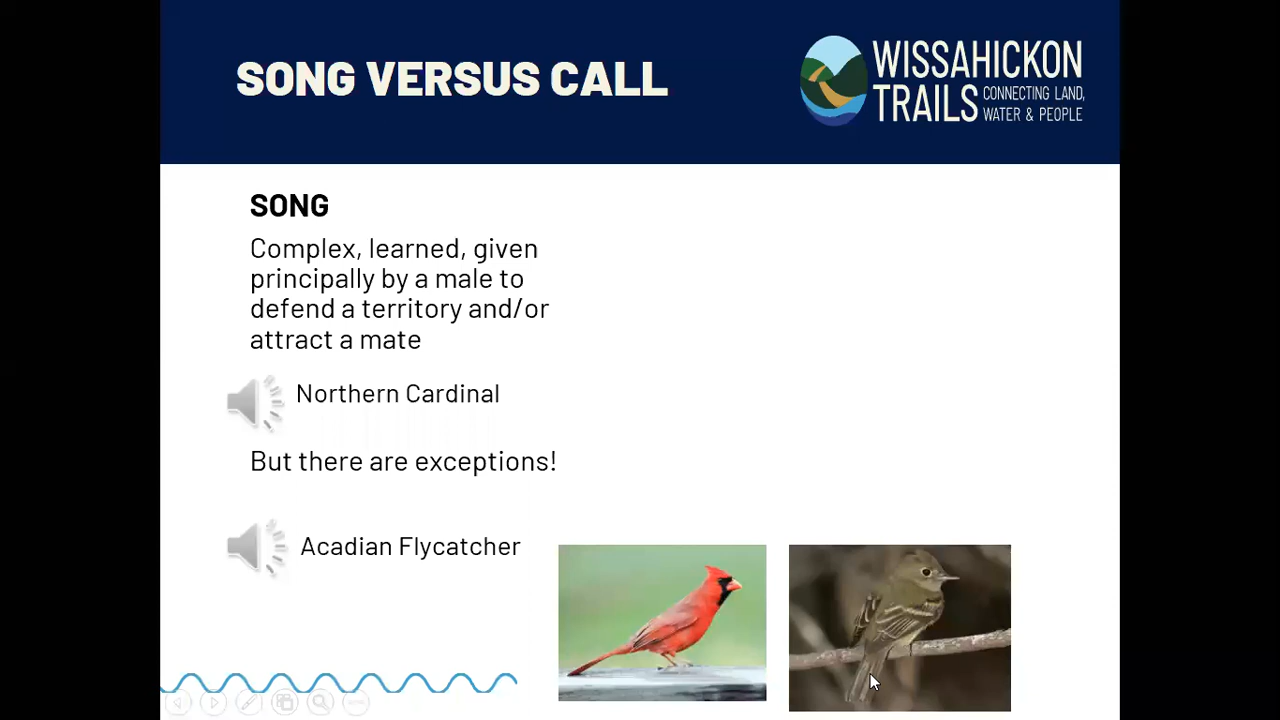 SONG VERSUS CALL
WISSAHICKON
TRAILS CONNECTING LAND,
WATER & PEOPLE
SONG
Complex, learned, given
principally by a male to
defend a territory and/or
attract a mate
Northern Cardinal
But there are exceptions!
Acadian Flycatcher